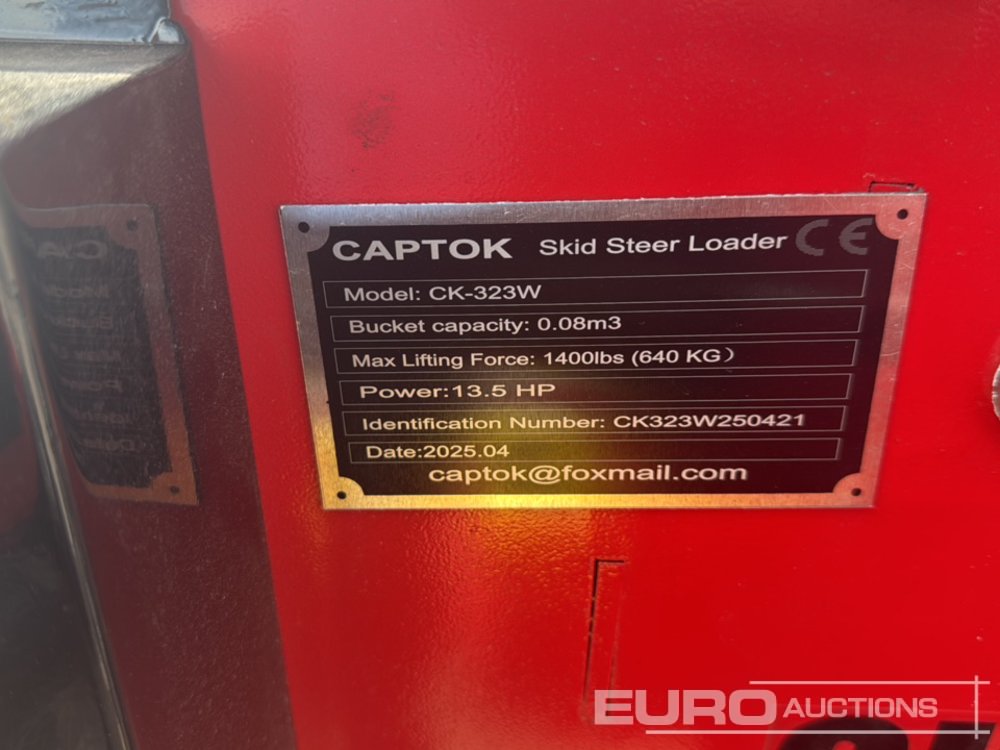 CAPTOK Skid Steer Loader CE
Model: CK-323W
Bucket capacity: 0.08m3
Max Lifting Force: 1400lbs (640 KG）
Power:13.5 HP
Identification Number: CK323W250421
Date:2025.04
captok@foxmail.com
EURO AUCTIONS